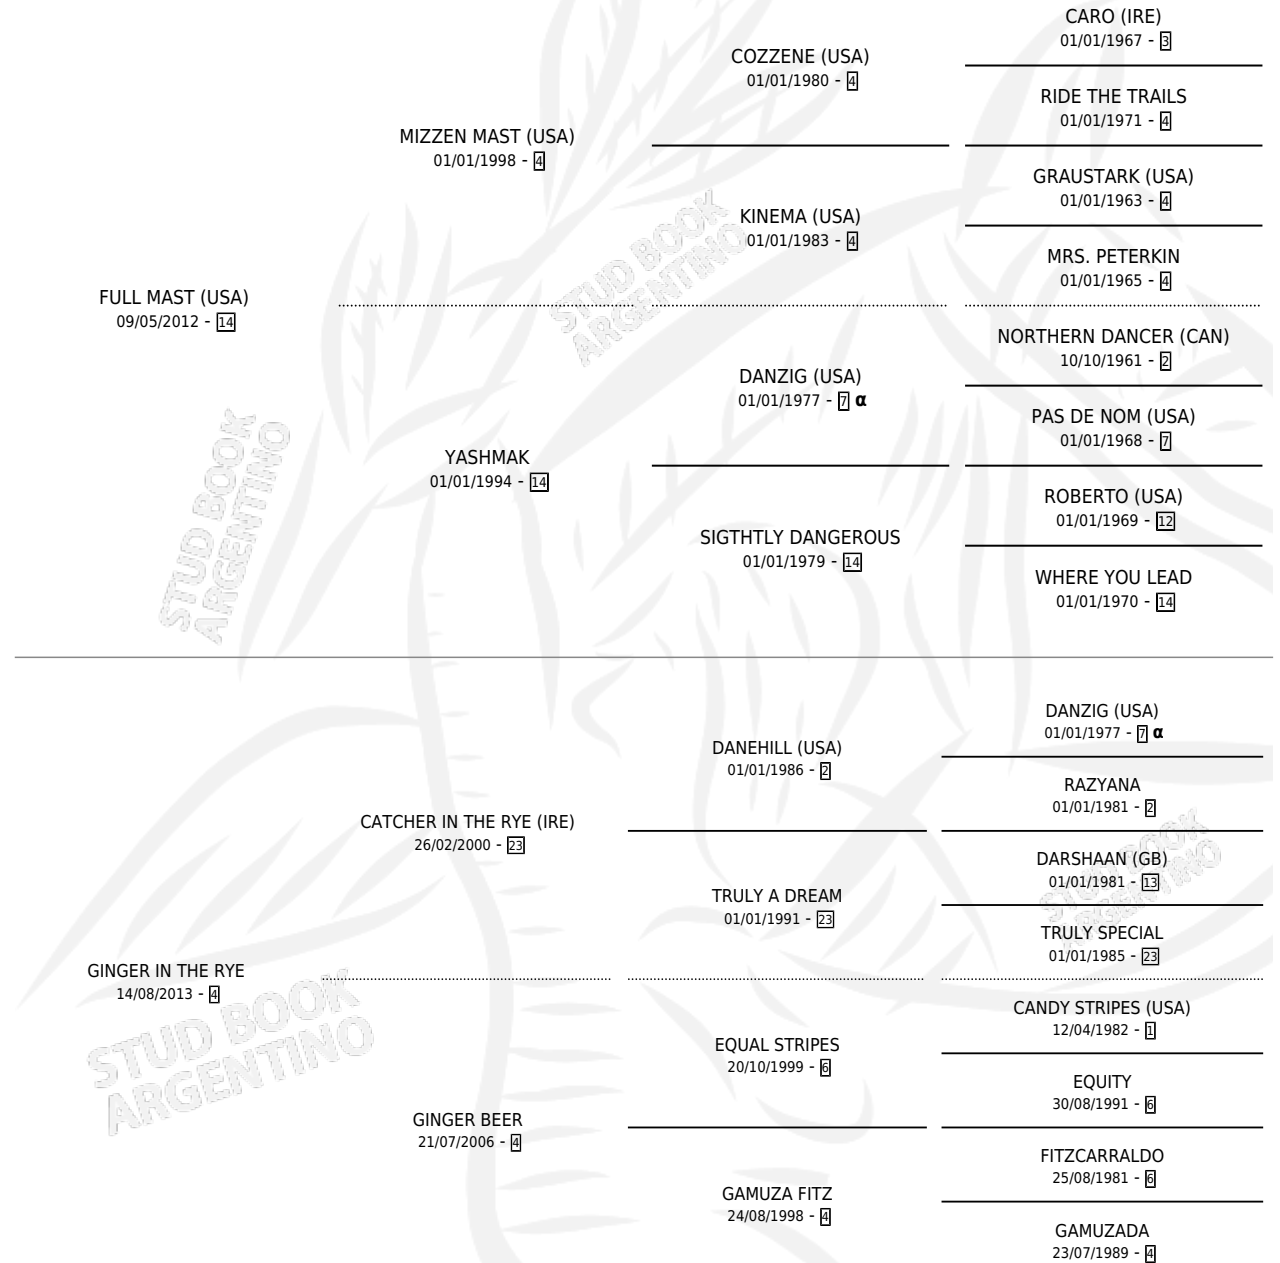 CARO (IRE)
01/01/1967 - 3
COZZENE (USA)
01/01/1980 - 4
RIDE THE TRAILS
01/01/1971 - 4
MIZZEN MAST (USA)
01/01/1998 - 4
GRAUSTARK (USA)
01/01/1963 - 4
KINEMA (USA)
01/01/1983 - 4
MRS. PETERKIN
01/01/1965 - 4
FULL MAST (USA)
09/05/2012 - 14
NORTHERN DANCER (CAN)
10/10/1961 - 2
DANZIG (USA)
01/01/1977 - 7 α
PAS DE NOM (USA)
01/01/1968 - 7
YASHMAK
01/01/1994 - 14
ROBERTO (USA)
01/01/1969 - 12
SIGTHTLY DANGEROUS
01/01/1979 - 14
WHERE YOU LEAD
01/01/1970 - 14
DANZIG (USA)
01/01/1977 - 7 α
DANEHILL (USA)
01/01/1986 - 2
RAZYANA
01/01/1981 - 2
CATCHER IN THE RYE (IRE)
26/02/2000 - 23
DARSHAAN (GB)
01/01/1981 - 13
TRULY A DREAM
01/01/1991 - 23
TRULY SPECIAL
01/01/1985 - 23
GINGER IN THE RYE
14/08/2013 - 4
CANDY STRIPES (USA)
12/04/1982 - 1
EQUAL STRIPES
20/10/1999 - 6
EQUITY
30/08/1991 - 6
GINGER BEER
21/07/2006 - 4
FITZCARRALDO
25/08/1981 - 6
GAMUZA FITZ
24/08/1998 - 4
GAMUZADA
23/07/1989 - 4
STUD BOOK
ARGENTINO
STUD BOOK
ARGENTINO
STUD BOOK
ARGENTINO
STUD BOOK
ARGENTINO